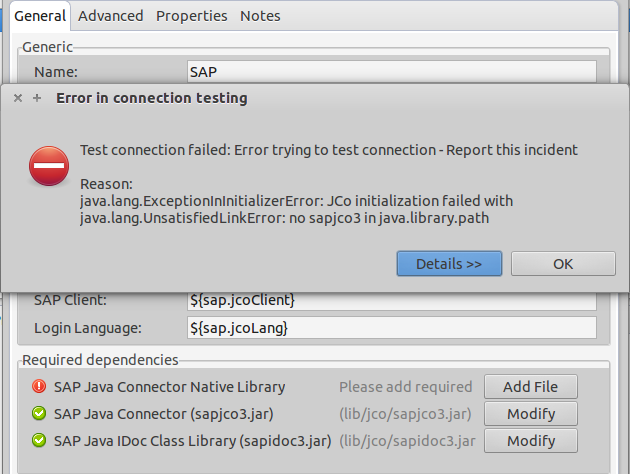 General Advanced Properties Notes
Generic
Name: SAP
Error in connection testing
Test connection failed: Error trying to test connection - Report this incident
Reason:
java.lang.ExceptionInInitializerError: JCo initialization failed with
java.lang.UnsatisfiedLinkError: no sapjco3 in java.library.path
Details >> OK
SAP Client: ${sap.jcoClient}
Login Language: ${sap.jcoLang}
Required dependencies
SAP Java Connector Native Library Please add required Add File
SAP Java Connector (sapjco3.jar) (lib/jco/sapjco3.jar) Modify
SAP Java IDoc Class Library (sapidoc3.jar) (lib/jco/sapidoc3.jar Modify